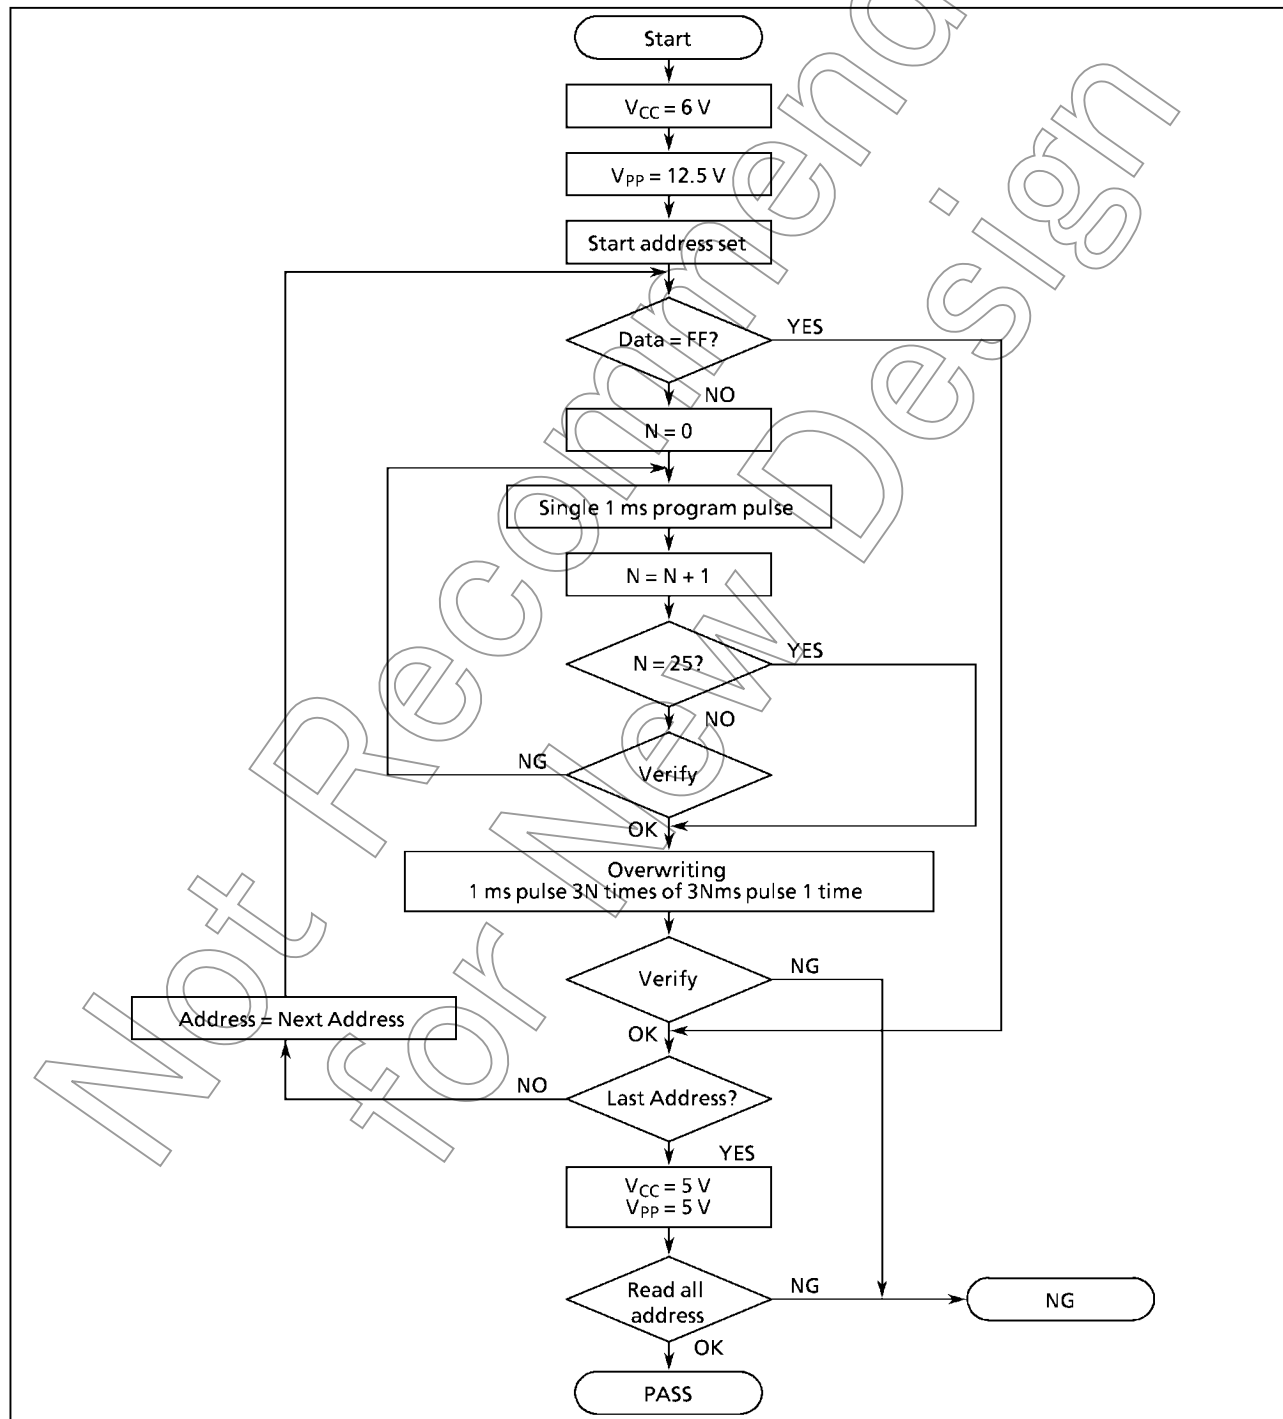 Start
VCC = 6 V
VPP = 12.5 V
Start address set
Data = FF?
YES
NO
N = 0
Single 1 ms program pulse
N = N + 1
N = 25?
YES
NO
Verify
NG
OK
Overwriting
1 ms pulse 3N times of 3Nms pulse 1 time
Verify
NG
OK
Address = Next Address
Last Address?
NO
YES
VCC = 5 V
VPP = 5 V
Read all
address
NG
NG
OK
PASS
Not Recommend
for New Design